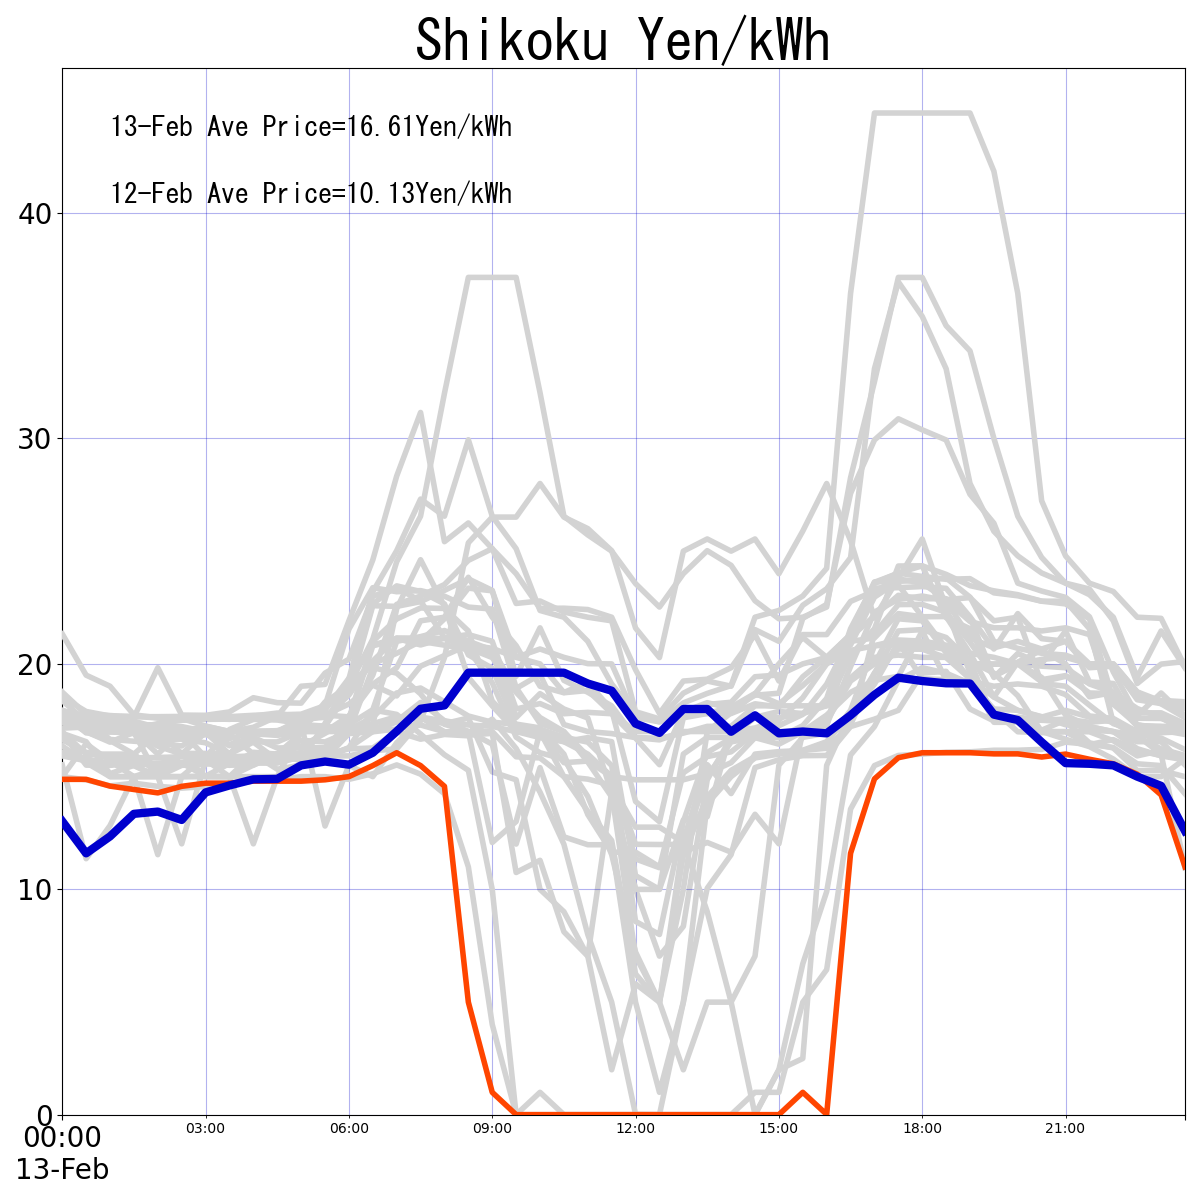 Shikoku Yen/kWh
13-Feb Ave Price=16.61Yen/kWh
12-Feb Ave Price=10.13Yen/kWh
40
30
20
10
0
00:00 03:00 06:00 09:00 12:00 15:00 18:00 21:00
13-Feb